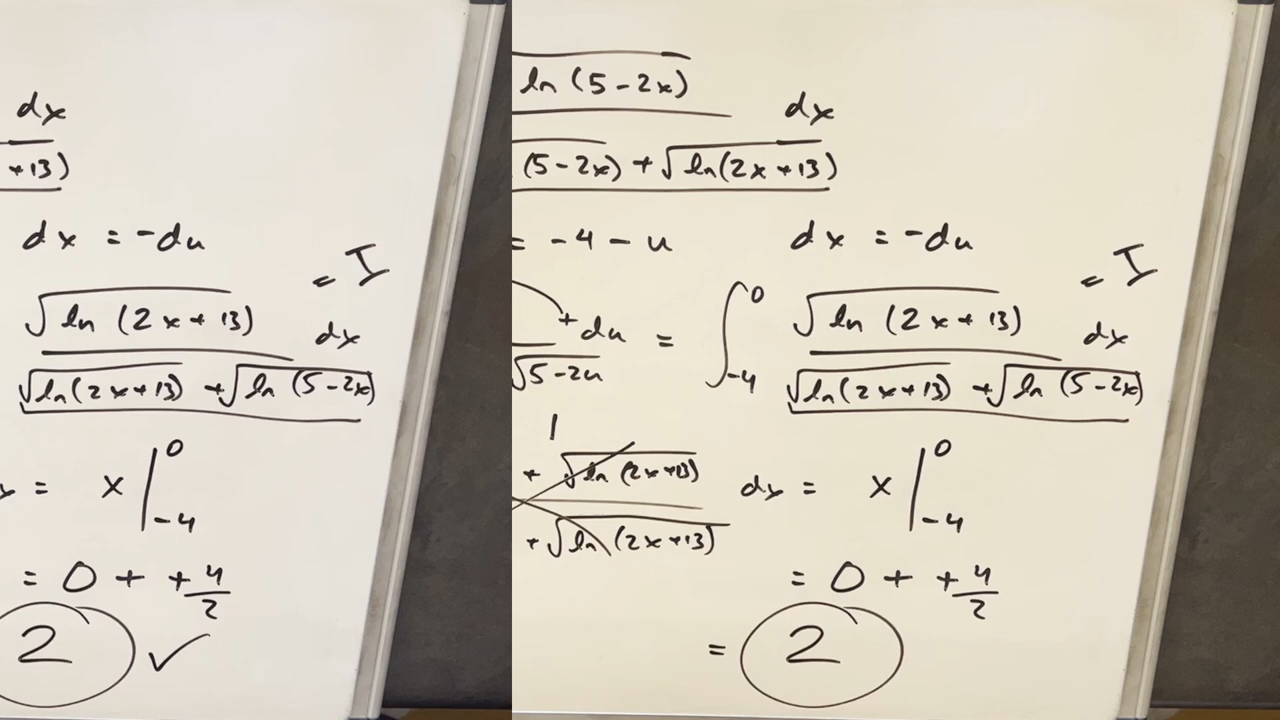 dx
+13)
dx = -du
= I
√ln (2x+13) dx
√ln(2x+13) +√ln (5-2x)
x = x |
0
-4
= 0 + +4/2
2 ✓
ln (5-2x) dx
(5-2x) + √ln(2x+13)
= -4 - u dx = -du
= I
+ du = ∫ 0 -4 √ln (2x+13) dx
√5-2u √ln(2x+13) +√ln (5-2x)
1
+ √ln (2x+13) dx = x | 0 -4
+ √ln (2x+13)
= 0 + +4/2
= 2